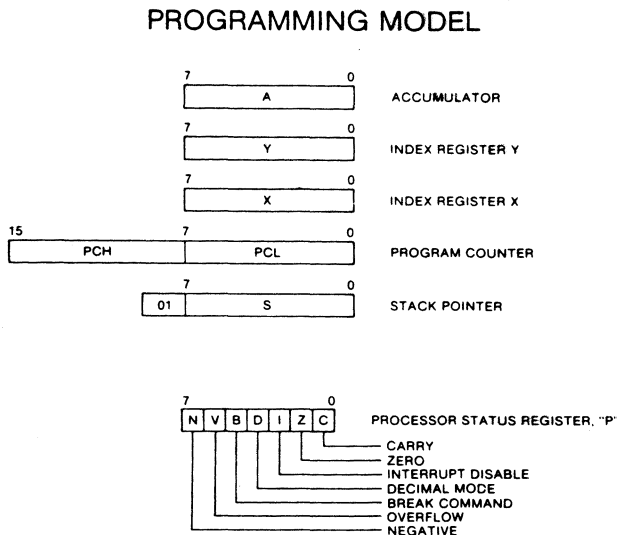 PROGRAMMING MODEL
7 0
A ACCUMULATOR
7 0
Y INDEX REGISTER Y
7 0
X INDEX REGISTER X
15 7 0
PCH PCL PROGRAM COUNTER
7 0
01 S STACK POINTER
7 0
N V B D I Z C PROCESSOR STATUS REGISTER, "P"
CARRY
ZERO
INTERRUPT DISABLE
DECIMAL MODE
BREAK COMMAND
OVERFLOW
NEGATIVE